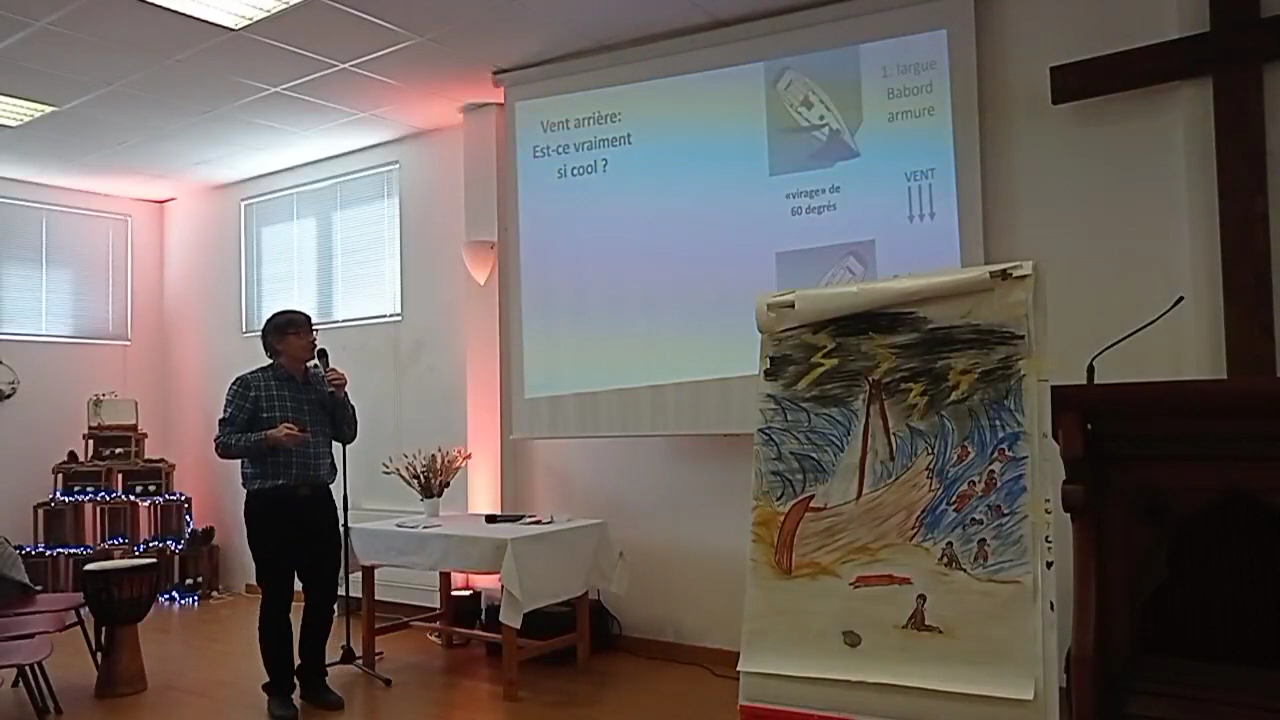 Vent arrière:
Est-ce vraiment
si cool ?
1: largue
Babord
armure
«virage» de
60 degrés
VENT